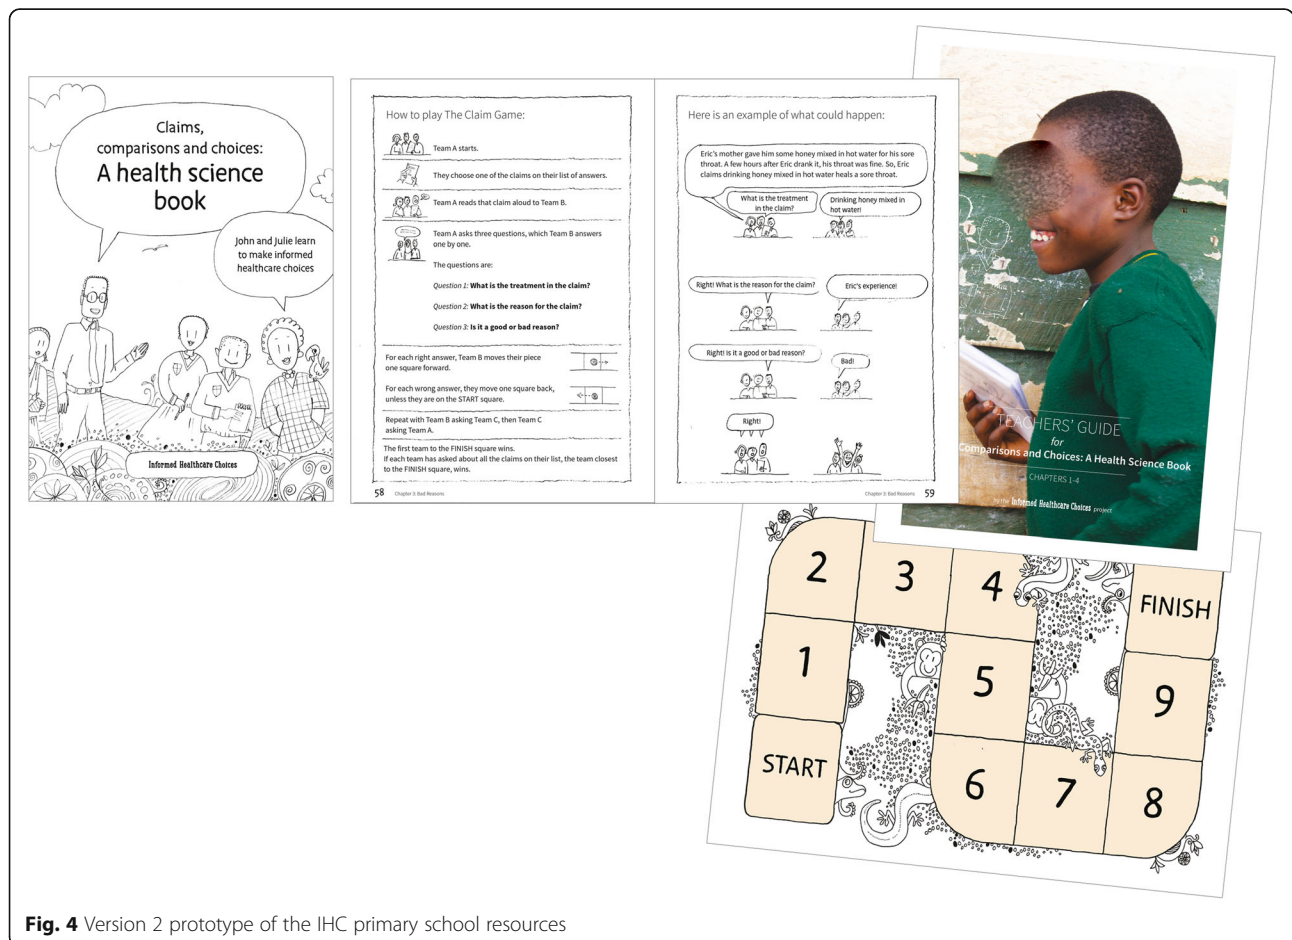 Claims,
comparisons and choices:
A health science
book
John and Julie learn
to make informed
healthcare choices
Informed Healthcare Choices
How to play The Claim Game:
Team A starts.
They choose one of the claims on their list of answers.
Team A reads that claim aloud to Team B.
Team A asks three questions, which Team B answers
one by one.
The questions are:
Question 1: What is the treatment in the claim?
Question 2: What is the reason for the claim?
Question 3: Is it a good or bad reason?
For each right answer, Team B moves their piece
one square forward.
For each wrong answer, they move one square back,
unless they are on the START square.
Repeat with Team B asking Team C, then Team C
asking Team A.
The first team to the FINISH square wins.
If each team has asked about all the claims on their list, the team closest
to the FINISH square, wins.
58 Chapter 3: Bad Reasons
Here is an example of what could happen:
Eric's mother gave him some honey mixed in hot water for his sore
throat. A few hours after Eric drank it, his throat was fine. So, Eric
claims drinking honey mixed in hot water heals a sore throat.
What is the treatment
in the claim?
Drinking honey mixed in
hot water!
Right! What is the reason for the claim?
Eric's experience!
Right! Is it a good or bad reason?
Bad!
Right!
Chapter 3: Bad Reasons 59
TEACHERS' GUIDE
for
Comparisons and Choices: A Health Science Book
CHAPTERS 1-4
by the Informed Healthcare Choices project
2
3
4
FINISH
1
5
9
START
6
7
8
Fig. 4 Version 2 prototype of the IHC primary school resources